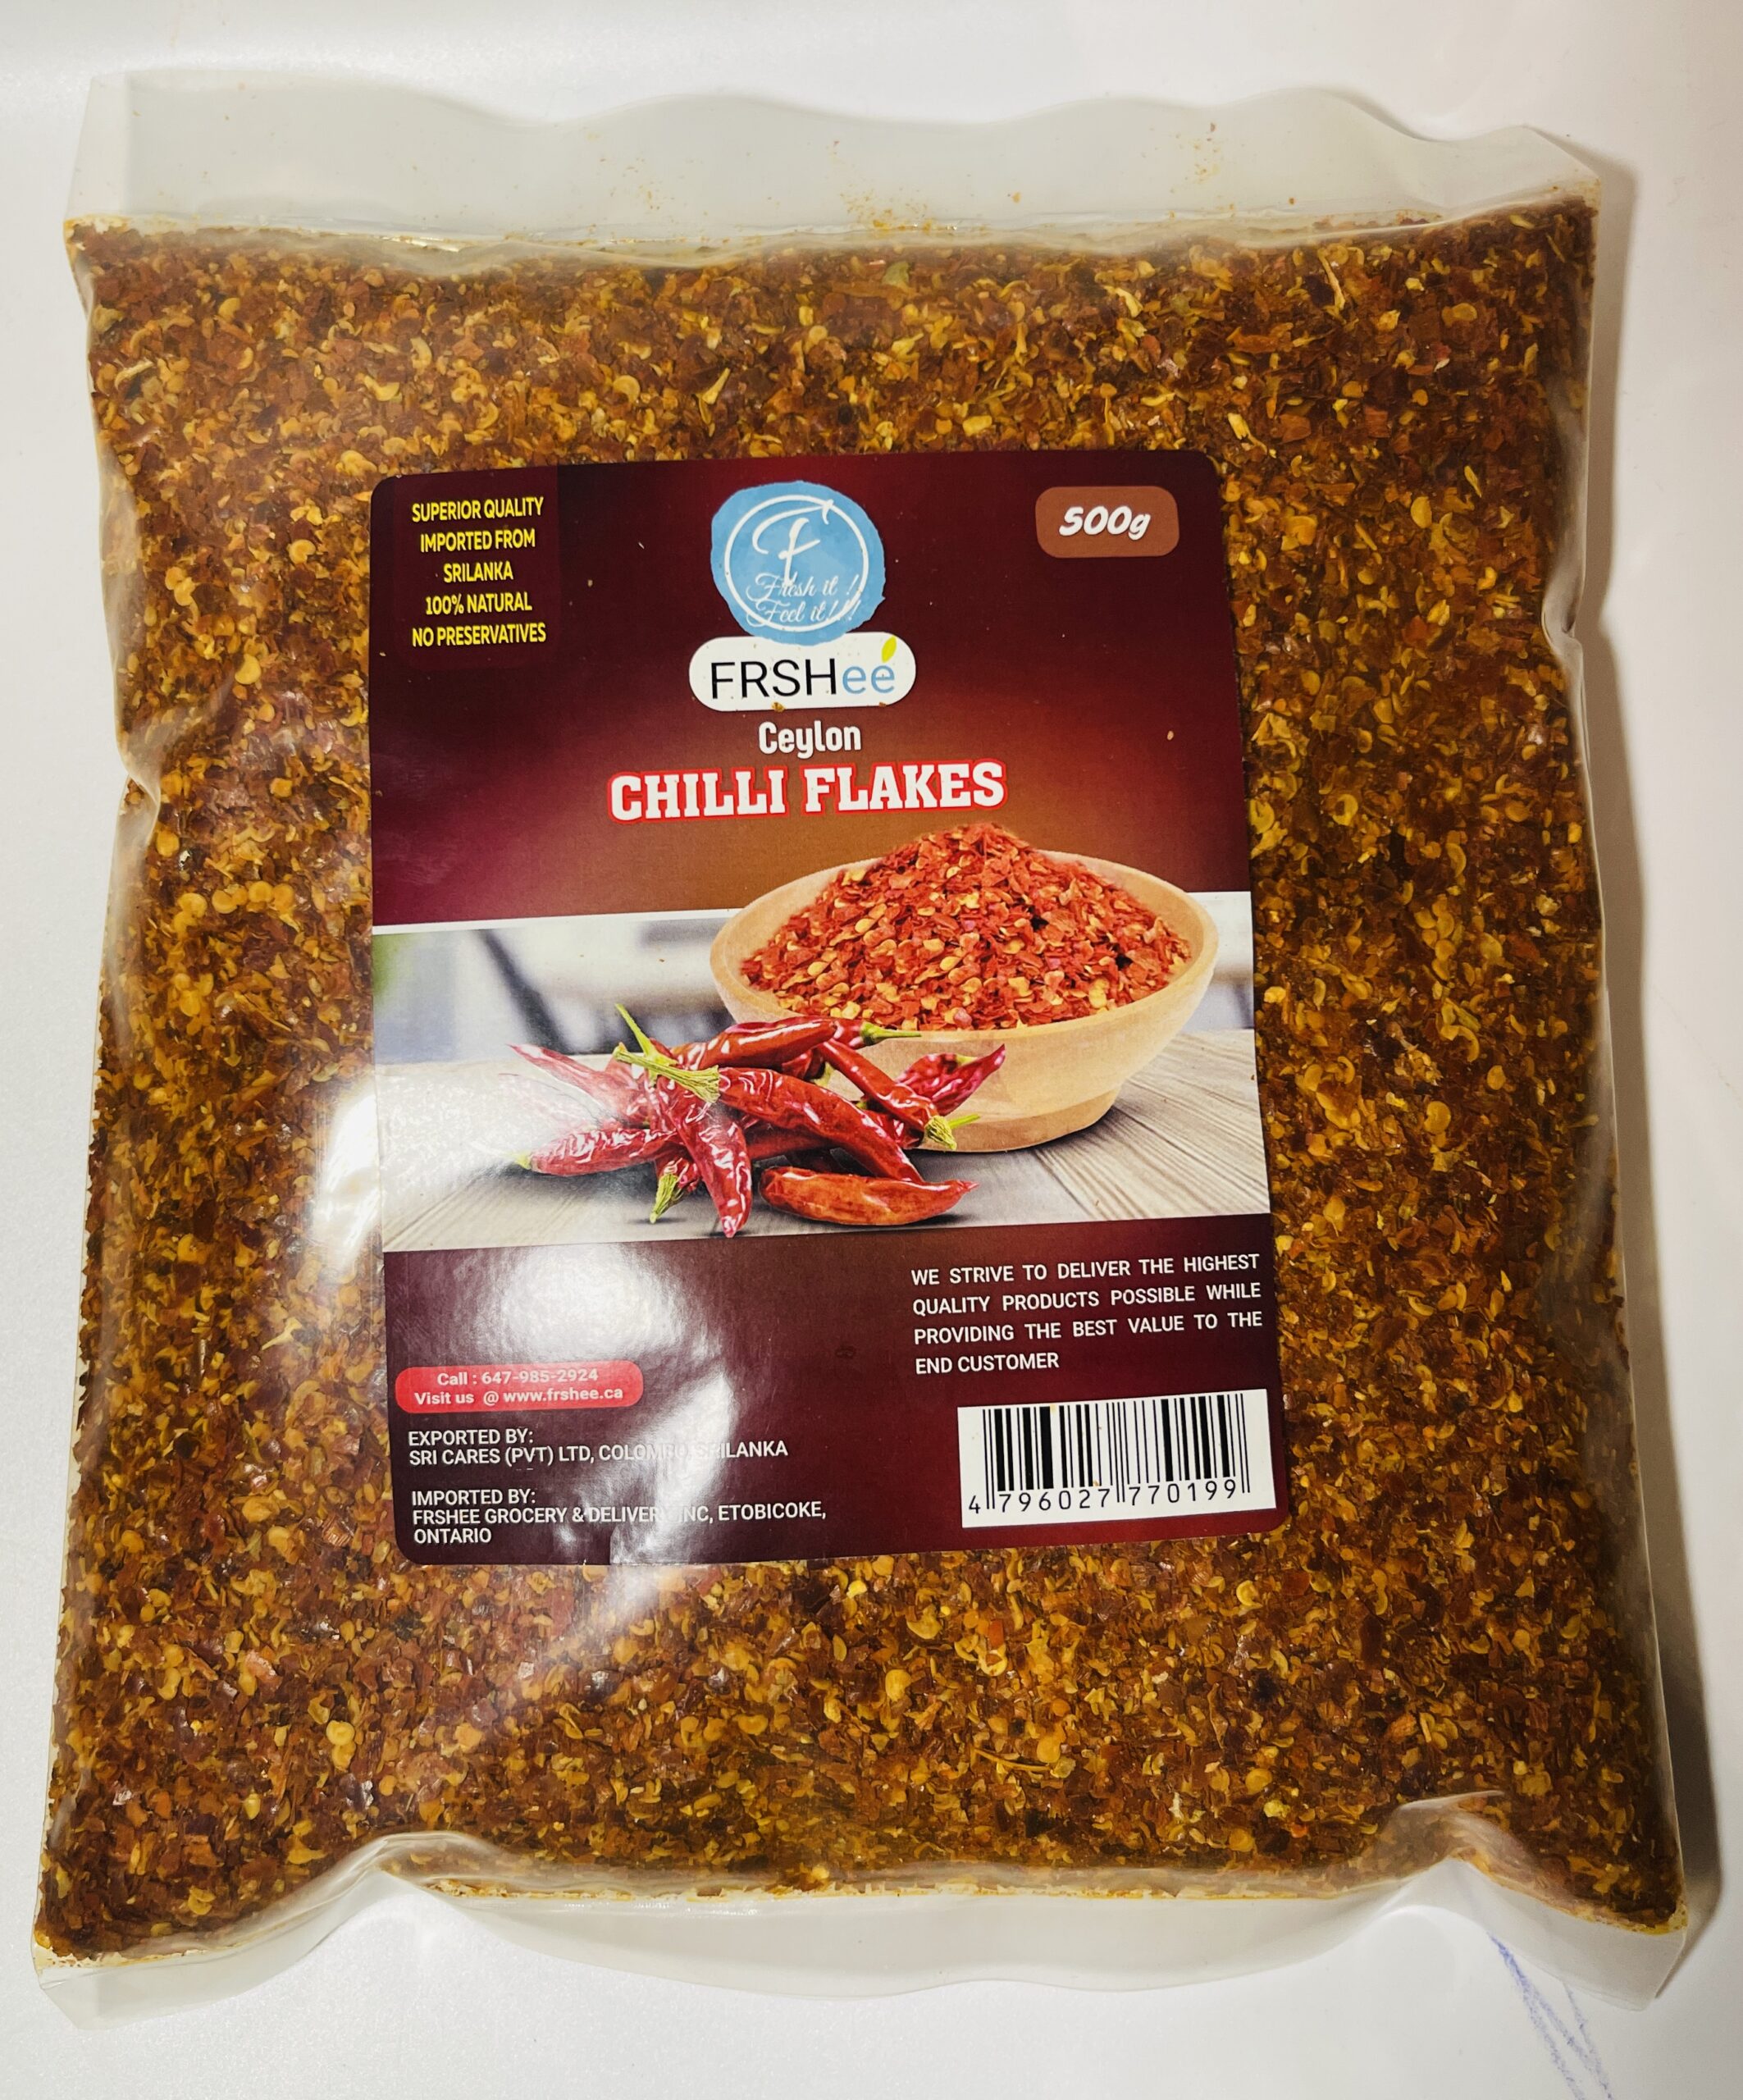 SUPERIOR QUALITY
IMPORTED FROM
SRILANKA
100% NATURAL
NO PRESERVATIVES
f
Fresh it !
Feel it!!!
500g
FRSHee
Ceylon
CHILLI FLAKES
WE STRIVE TO DELIVER THE HIGHEST
QUALITY PRODUCTS POSSIBLE WHILE
PROVIDING THE BEST VALUE TO THE
END CUSTOMER
Call : 647-985-2924
Visit us @ www.frshee.ca
EXPORTED BY:
SRI CARES (PVT) LTD, COLOMBO, SRILANKA
IMPORTED BY:
FRSHEE GROCERY & DELIVERY INC, ETOBICOKE,
ONTARIO
4 796027 770199